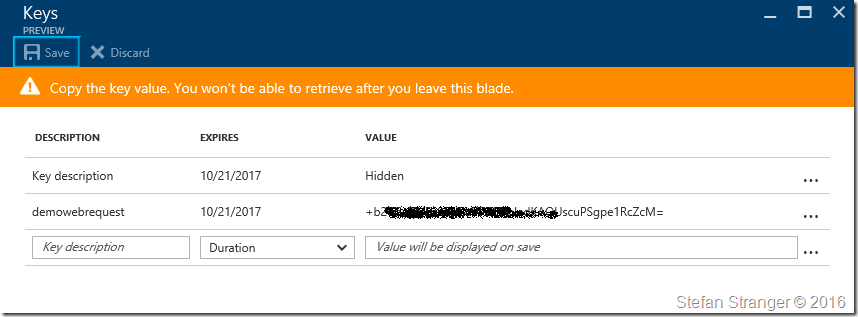 Keys
PREVIEW
Save Discard
Copy the key value. You won't be able to retrieve after you leave this blade.
DESCRIPTION EXPIRES VALUE
Key description 10/21/2017 Hidden ...
demowebrequest 10/21/2017 ...
Key description Duration Value will be displayed on save ...
Stefan Stranger © 2016